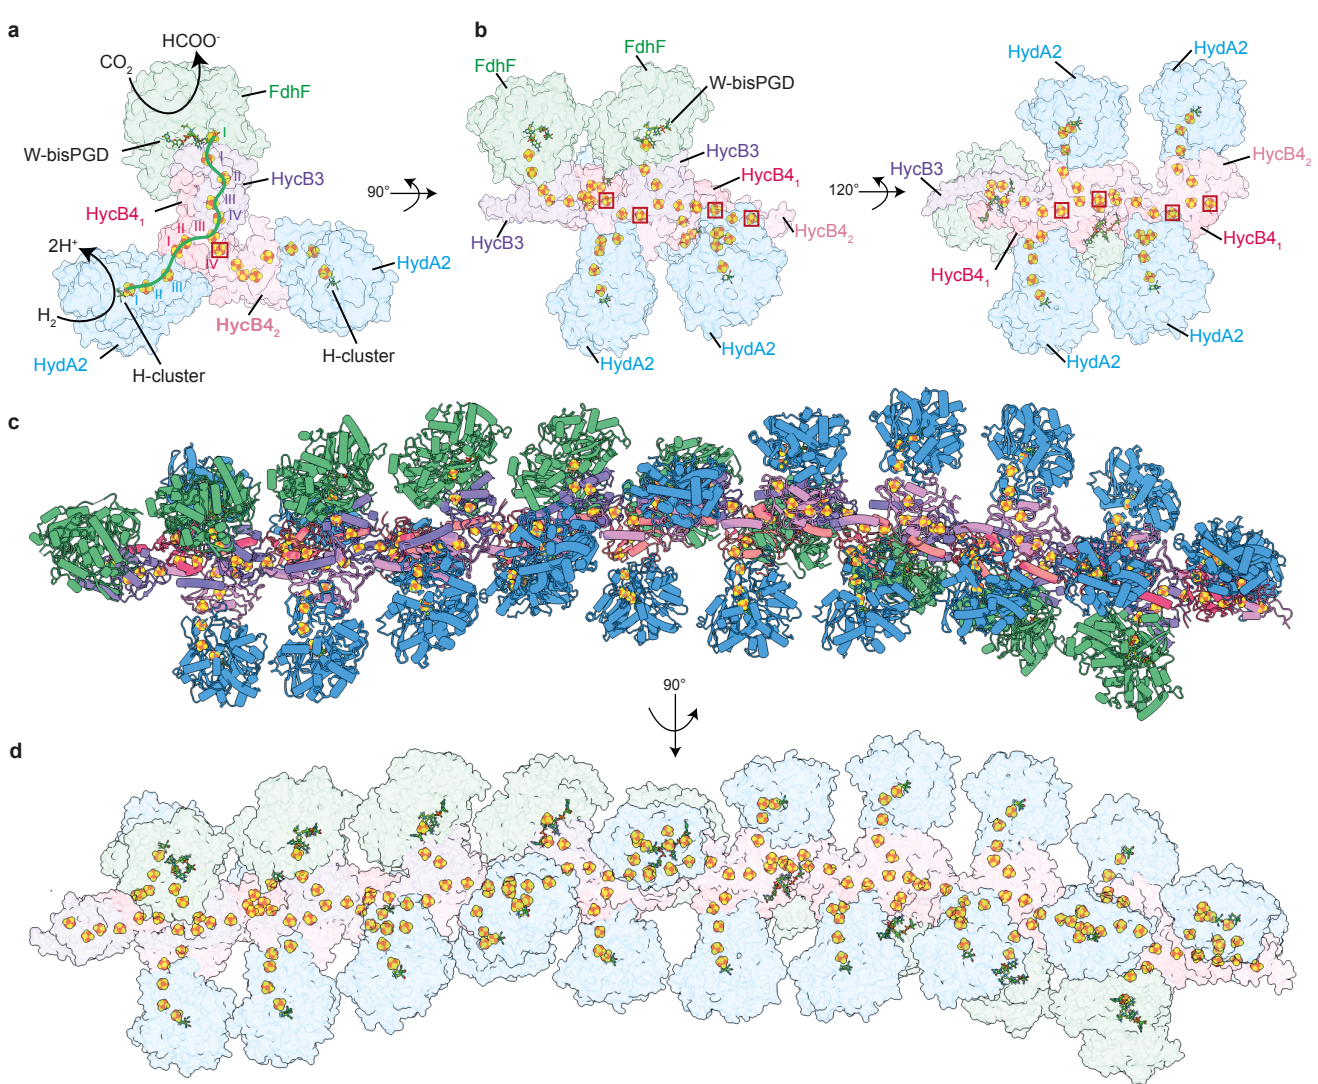 a
HCOO⁻
CO₂
FdhF
W-bisPGD
I
I
II
HycB3
III
IV
HycB4₁
II
III
I
IV
2H⁺
HydA2
I
II
III
H₂
HycB4₂
H-cluster
HydA2
H-cluster
90°
b
FdhF
FdhF
W-bisPGD
HycB3
HycB4₁
HycB3
HycB4₂
HydA2
HydA2
120°
HydA2
HydA2
HycB4₂
HycB3
HycB4₁
HycB4₁
HydA2
HydA2
c
90°
d